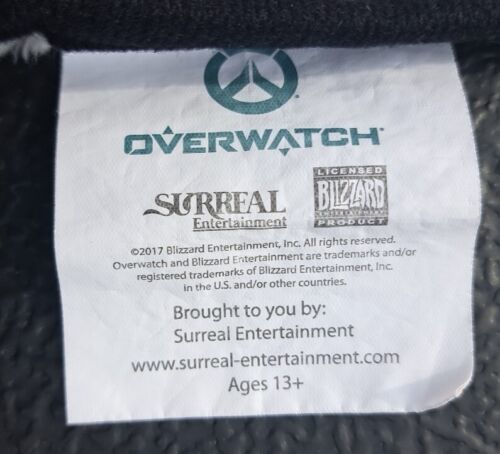 OVERWATCH
SURREAL
Entertainment
LICENSED
BLIZZARD
ENTERTAINMENT
PRODUCT
©2017 Blizzard Entertainment, Inc. All rights reserved.
Overwatch and Blizzard Entertainment are trademarks and/or
registered trademarks of Blizzard Entertainment, Inc.
in the U.S. and/or other countries.
Brought to you by:
Surreal Entertainment
www.surreal-entertainment.com
Ages 13+